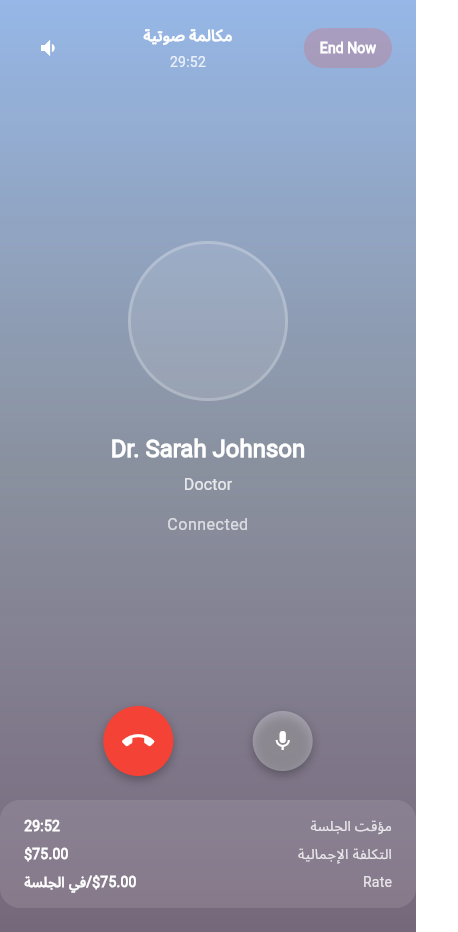 مكالمة صوتية
End Now
29:52
Dr. Sarah Johnson
Doctor
Connected
مؤقت الجلسة
29:52
التكلفة الإجمالية
$75.00
Rate
$75.00/في الجلسة